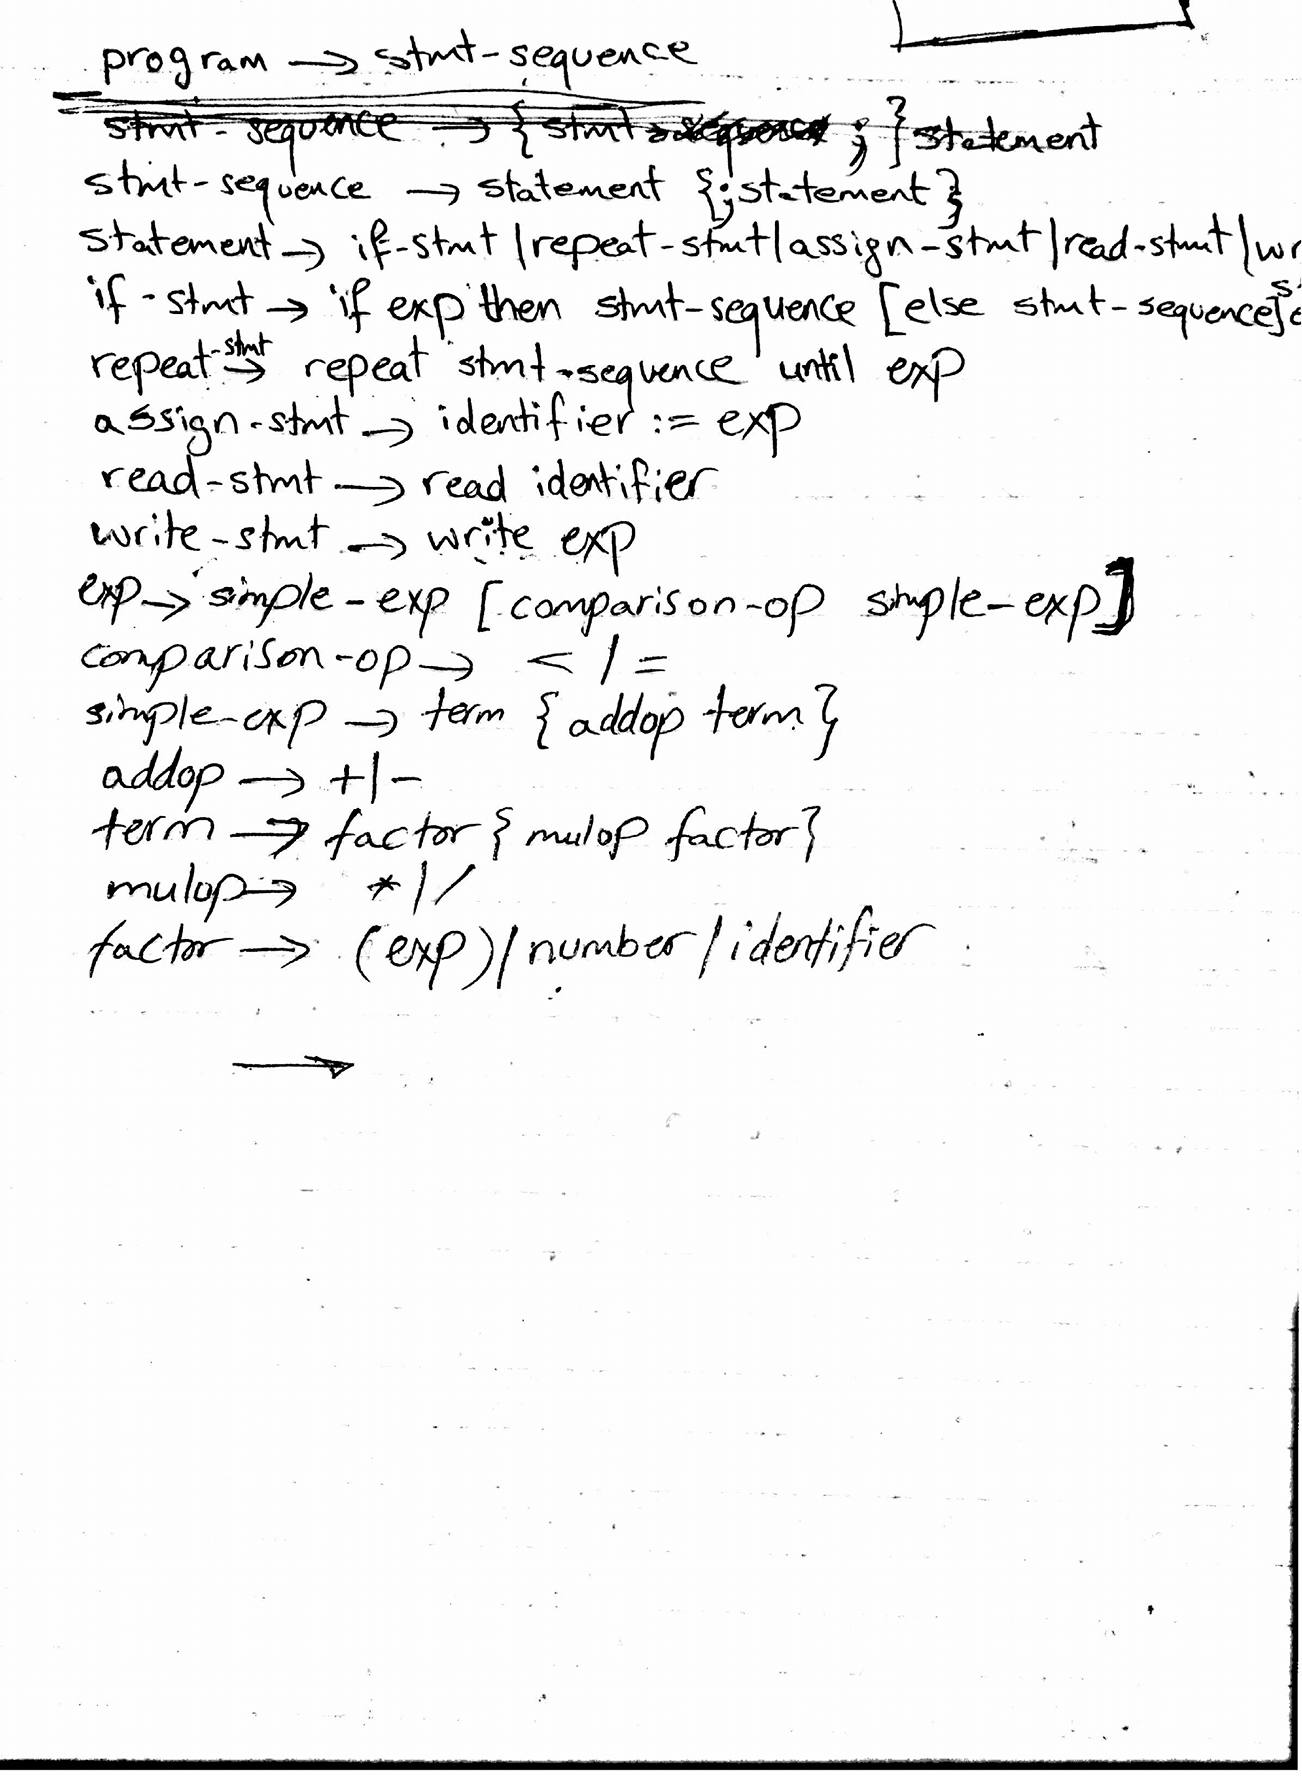 program → stmt-sequence
stmt-sequence → { stmt ; } statement
stmt-sequence → statement {; statement}
statement → if-stmt | repeat-stmt | assign-stmt | read-stmt | wr
if-stmt → if exp then stmt-sequence [else stmt-sequence]
repeat-stmt → repeat stmt-sequence until exp
assign-stmt → identifier := exp
read-stmt → read identifier
write-stmt → write exp
exp → simple-exp [comparison-op simple-exp]
comparison-op → < / =
simple-exp → term {addop term}
addop → + | -
term → factor {mulop factor}
mulop → * | /
factor → (exp) / number / identifier
→